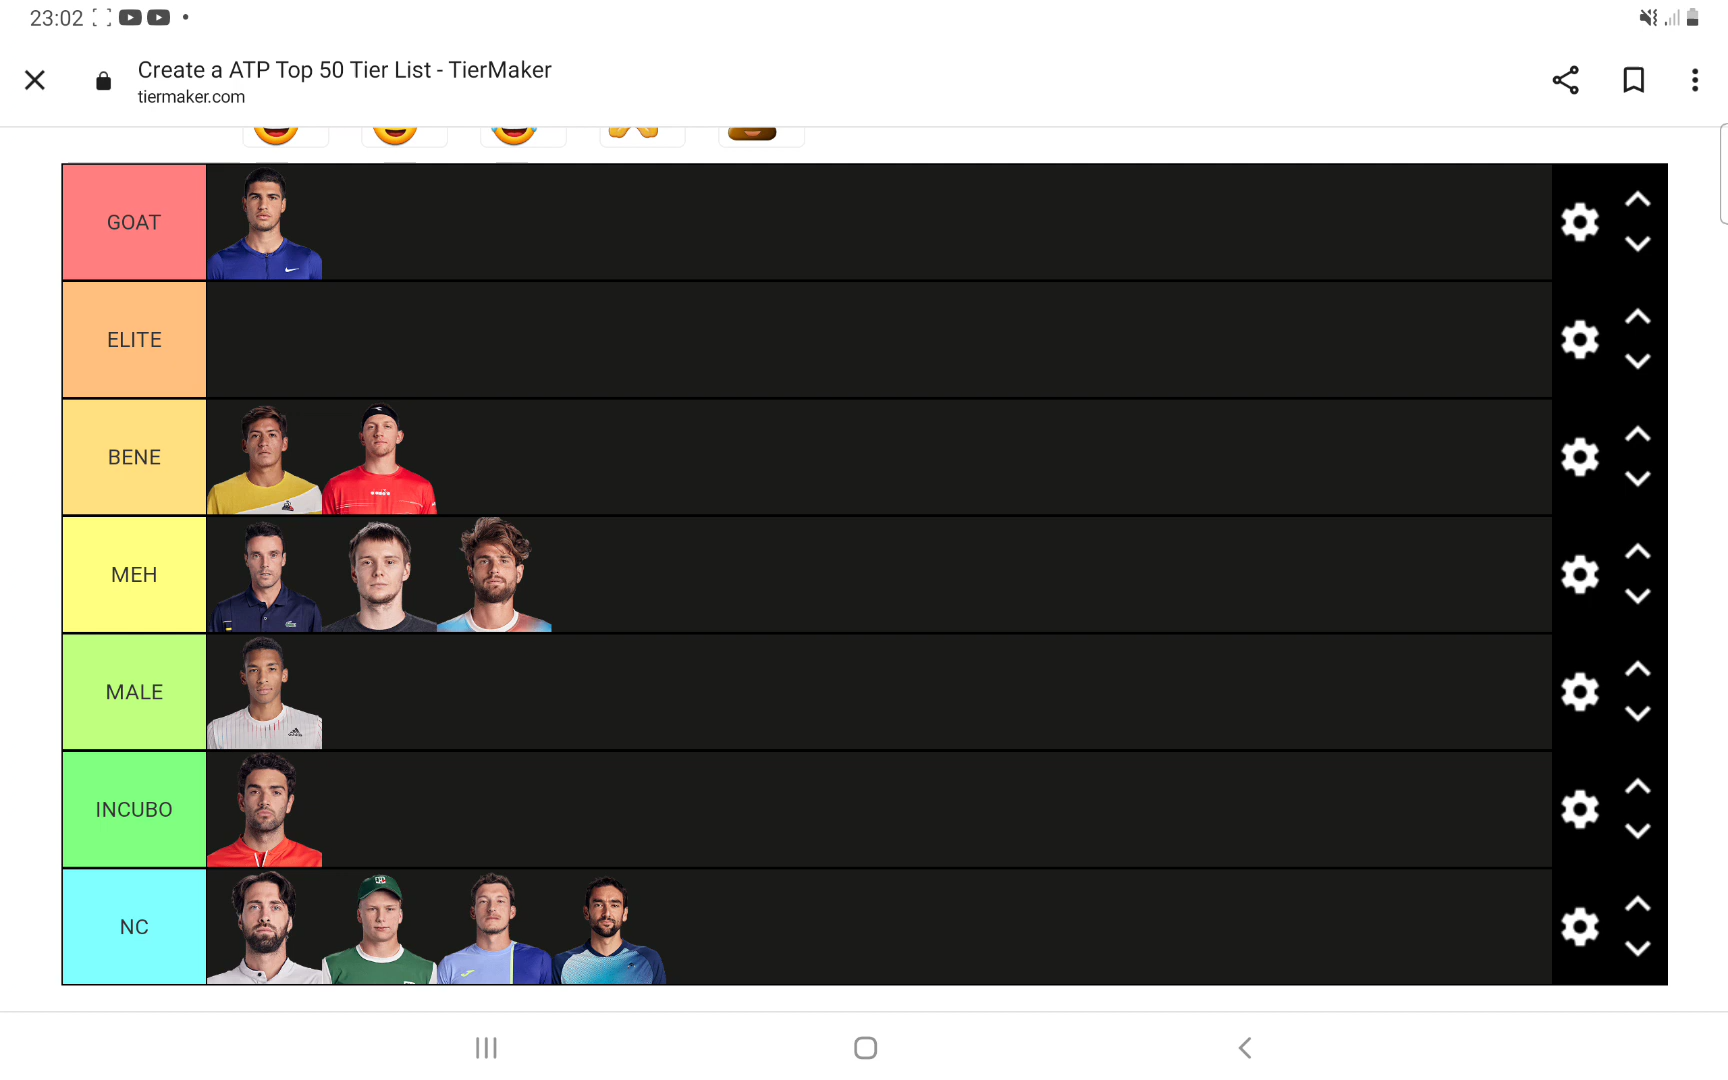 23:02
Create a ATP Top 50 Tier List - TierMaker
tiermaker.com
GOAT
ELITE
BENE
MEH
MALE
INCUBO
NC